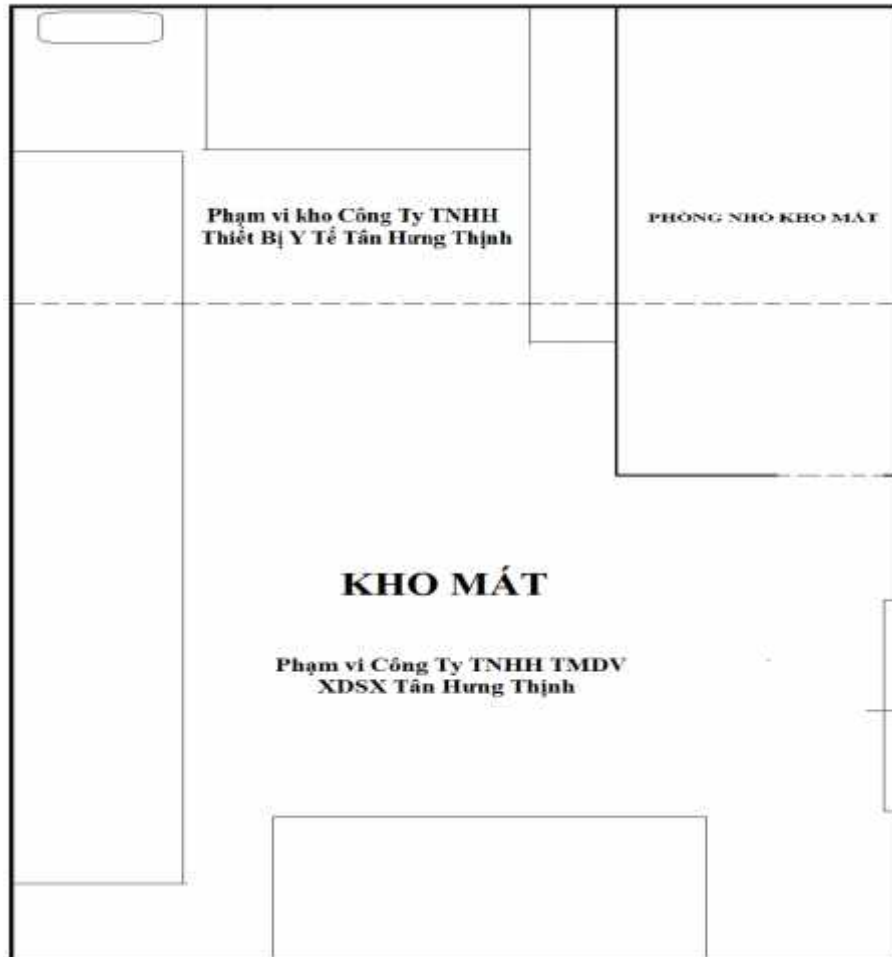 Phạm vi kho Công Ty TNHH
Thiết Bị Y Tế Tân Hưng Thịnh
PHÒNG NHỎ KHO MÁT
KHO MÁT
Phạm vi Công Ty TNHH TMDV
XDSX Tân Hưng Thịnh